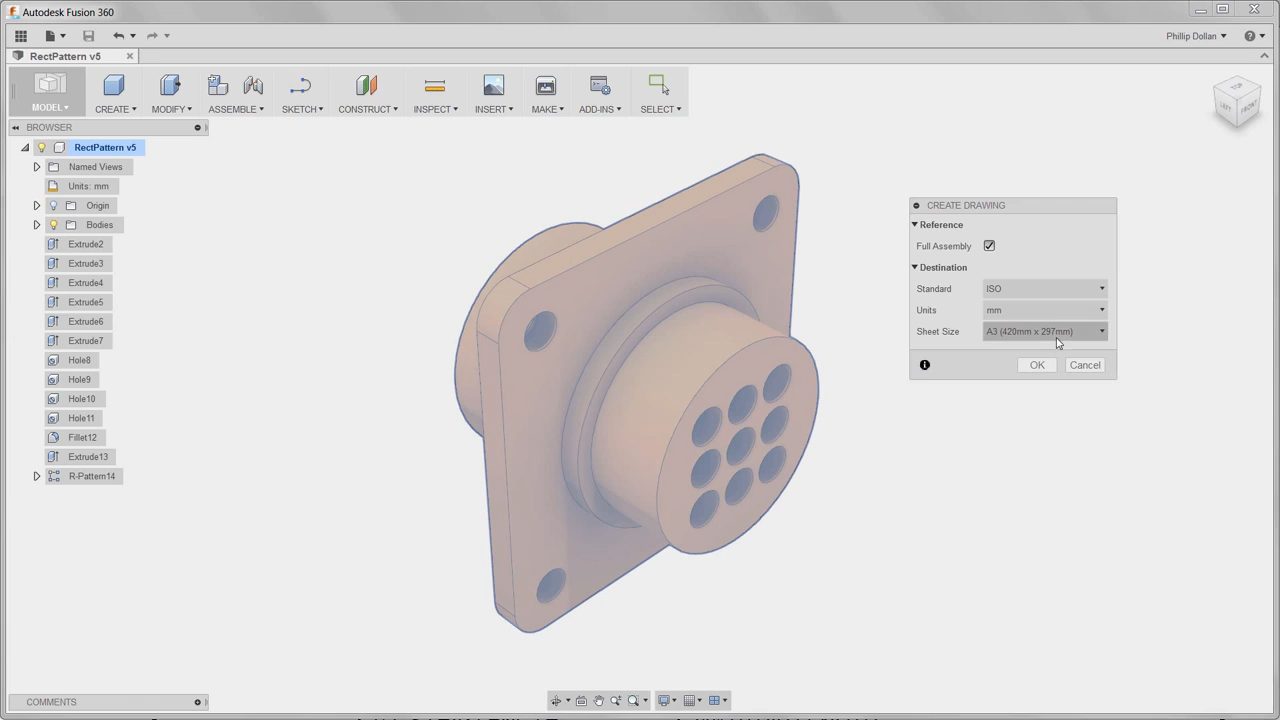 Autodesk Fusion 360
Phillip Dollan
RectPattern v5
MODEL
CREATE
MODIFY
ASSEMBLE
SKETCH
CONSTRUCT
INSPECT
INSERT
MAKE
ADD-INS
SELECT
TOP
LEFT
FRONT
BROWSER
RectPattern v5
Named Views
Units: mm
Origin
Bodies
Extrude2
Extrude3
Extrude4
Extrude5
Extrude6
Extrude7
Hole8
Hole9
Hole10
Hole11
Fillet12
Extrude13
R-Pattern14
CREATE DRAWING
Reference
Full Assembly
Destination
Standard ISO
Units mm
Sheet Size A3 (420mm x 297mm)
OK Cancel
COMMENTS